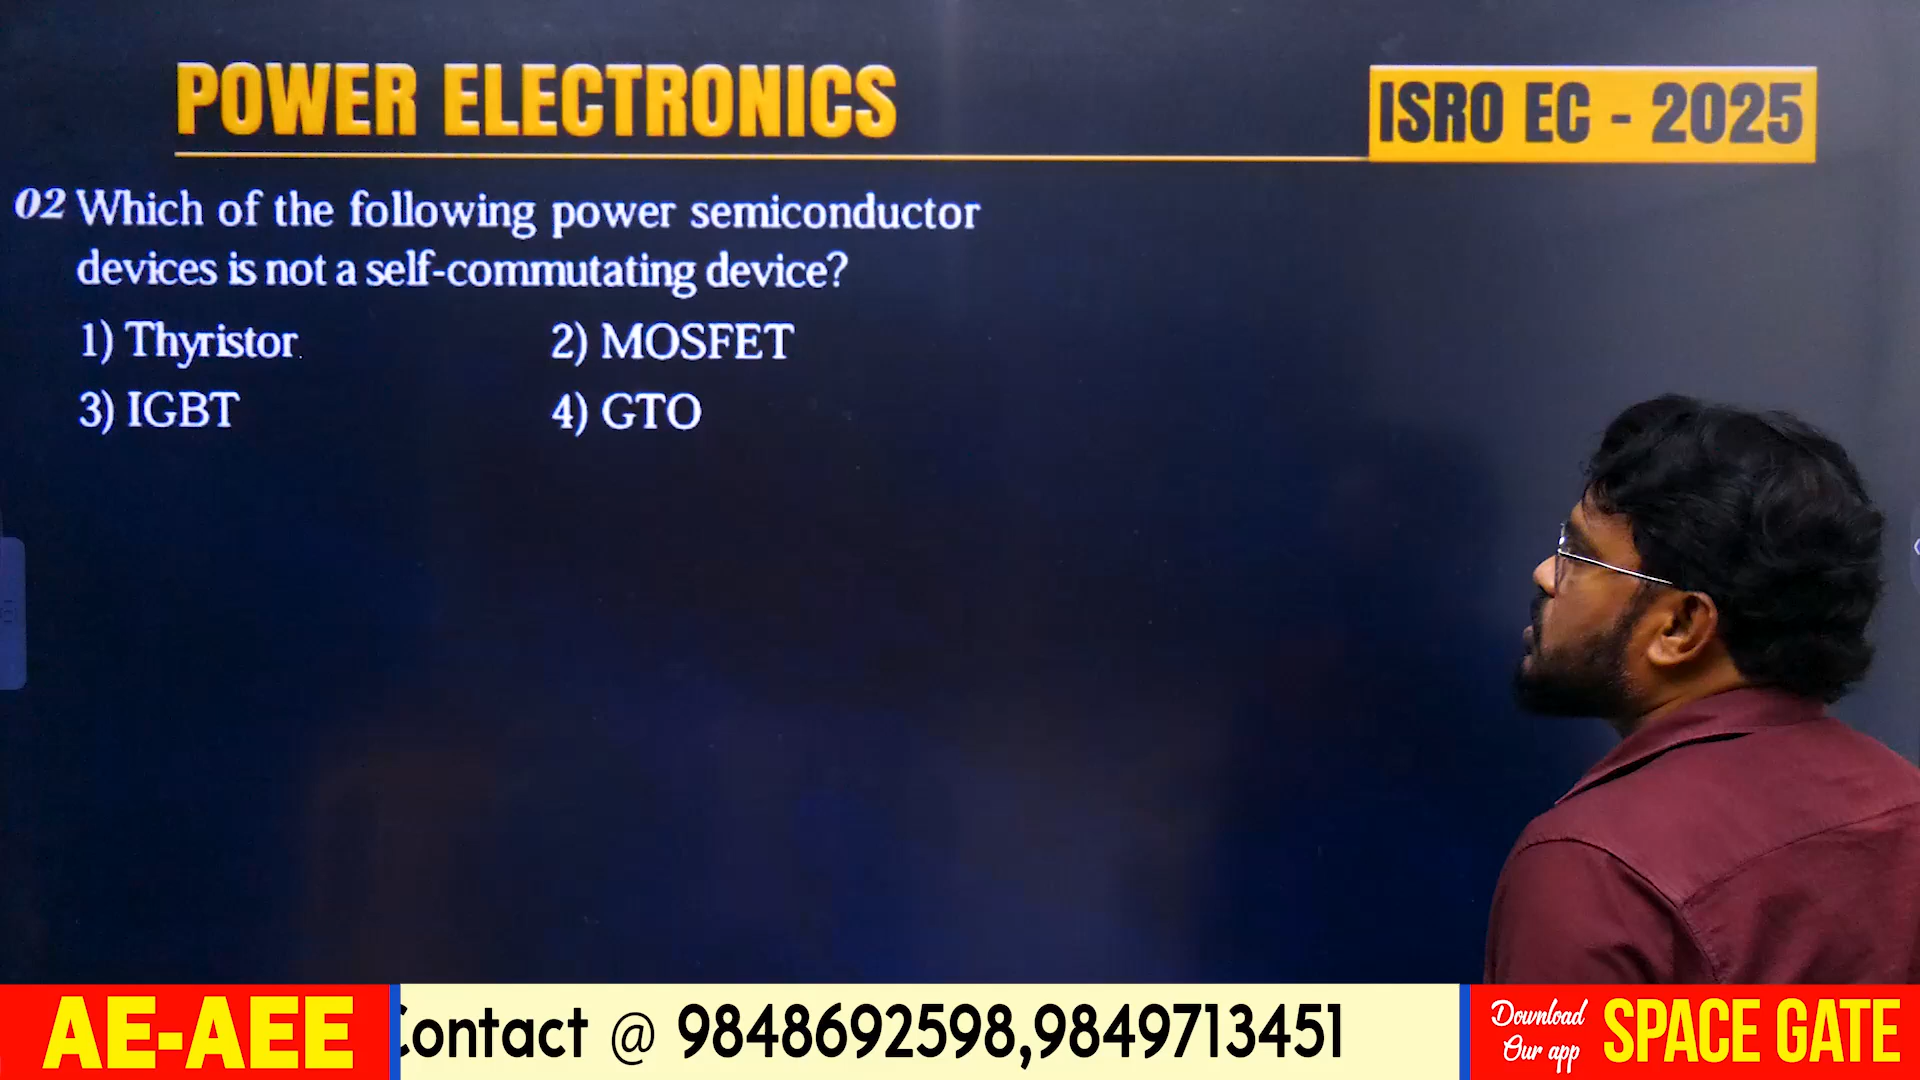 POWER ELECTRONICS
ISRO EC - 2025
02 Which of the following power semiconductor
devices is not a self-commutating device?
1) Thyristor 2) MOSFET
3) IGBT 4) GTO
AE-AEE
Contact @ 9848692598,9849713451
Download
Our app
SPACE GATE